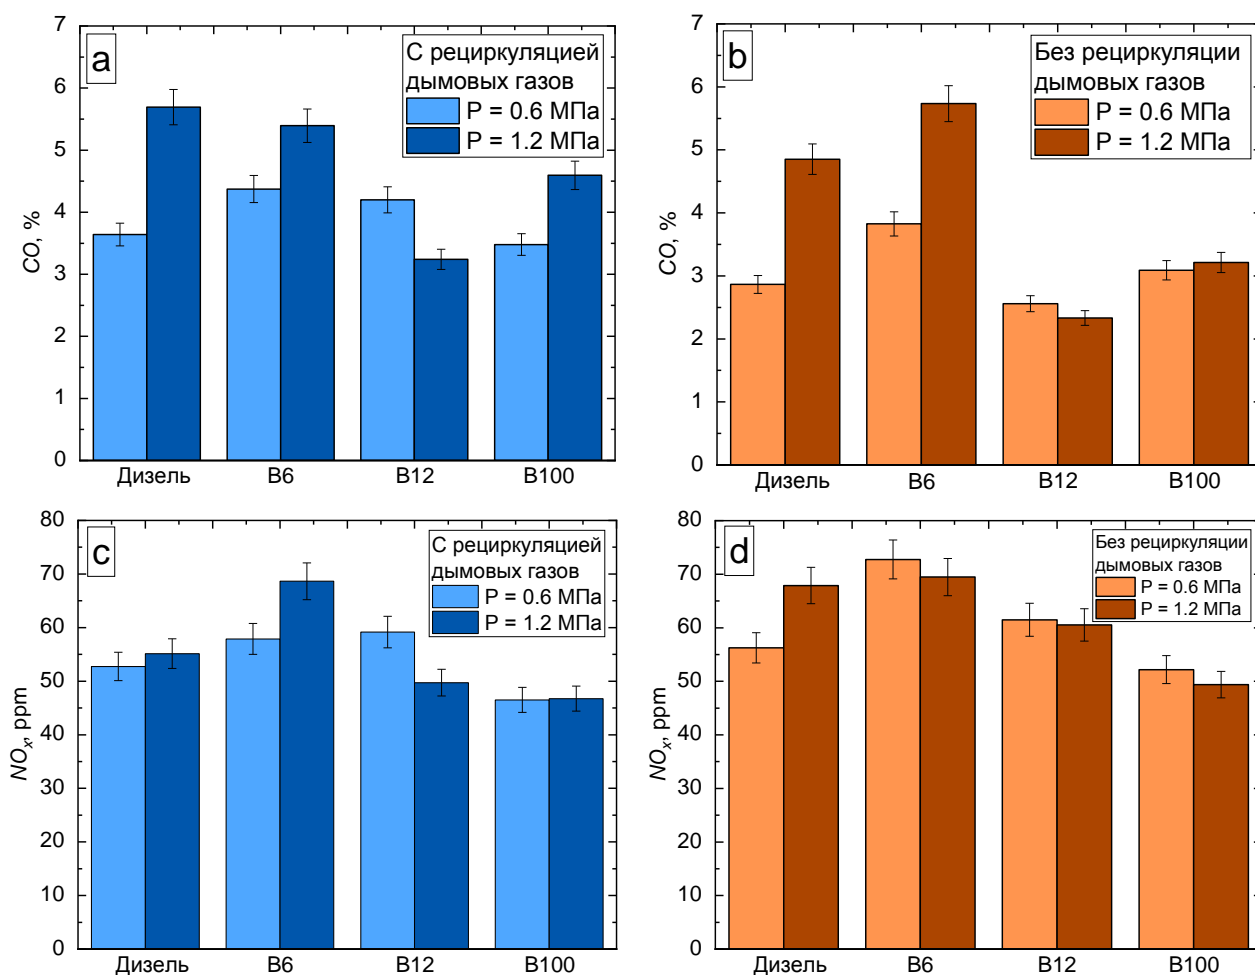 a
С рециркуляцией
дымовых газов
P = 0.6 МПа
P = 1.2 МПа
CO, %
7
6
5
4
3
2
1
0
Дизель B6 B12 B100
b
Без рециркуляции
дымовых газов
P = 0.6 МПа
P = 1.2 МПа
CO, %
7
6
5
4
3
2
1
0
Дизель B6 B12 B100
c
С рециркуляцией
дымовых газов
P = 0.6 МПа
P = 1.2 МПа
NOx, ppm
80
70
60
50
40
30
20
10
0
Дизель B6 B12 B100
d
Без рециркуляции
дымовых газов
P = 0.6 МПа
P = 1.2 МПа
NOx, ppm
80
70
60
50
40
30
20
10
0
Дизель B6 B12 B100